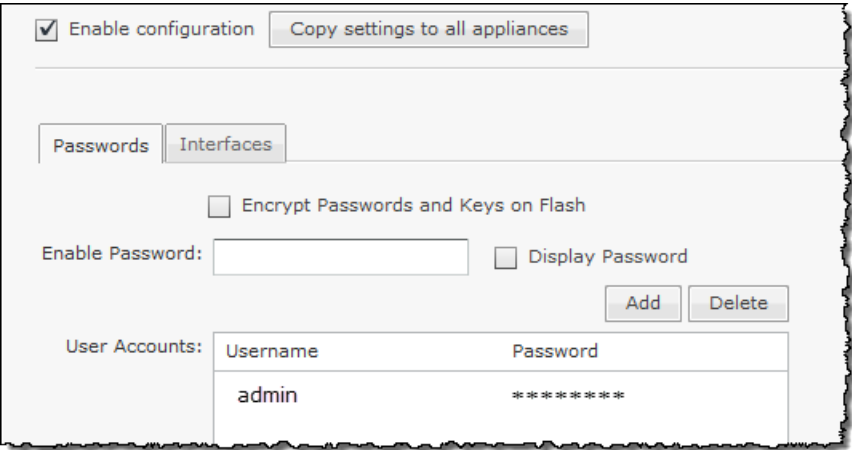 Enable configuration Copy settings to all appliances
Passwords Interfaces
Encrypt Passwords and Keys on Flash
Enable Password: Display Password
Add Delete
User Accounts: Username Password
admin ********